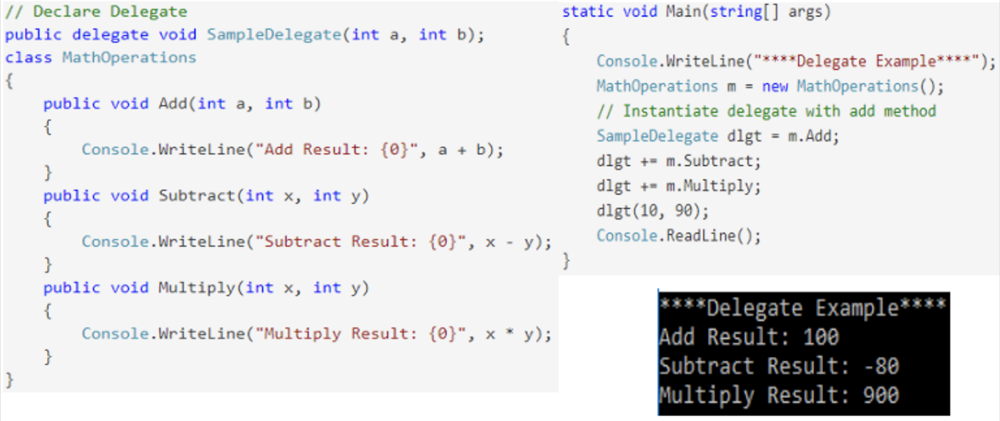 // Declare Delegate
public delegate void SampleDelegate(int a, int b);
class MathOperations
{
    public void Add(int a, int b)
    {
        Console.WriteLine("Add Result: {0}", a + b);
    }
    public void Subtract(int x, int y)
    {
        Console.WriteLine("Subtract Result: {0}", x - y);
    }
    public void Multiply(int x, int y)
    {
        Console.WriteLine("Multiply Result: {0}", x * y);
    }
}
static void Main(string[] args)
{
    Console.WriteLine("****Delegate Example****");
    MathOperations m = new MathOperations();
    // Instantiate delegate with add method
    SampleDelegate dlgt = m.Add;
    dlgt += m.Subtract;
    dlgt += m.Multiply;
    dlgt(10, 90);
    Console.ReadLine();
}
****Delegate Example****
Add Result: 100
Subtract Result: -80
Multiply Result: 900